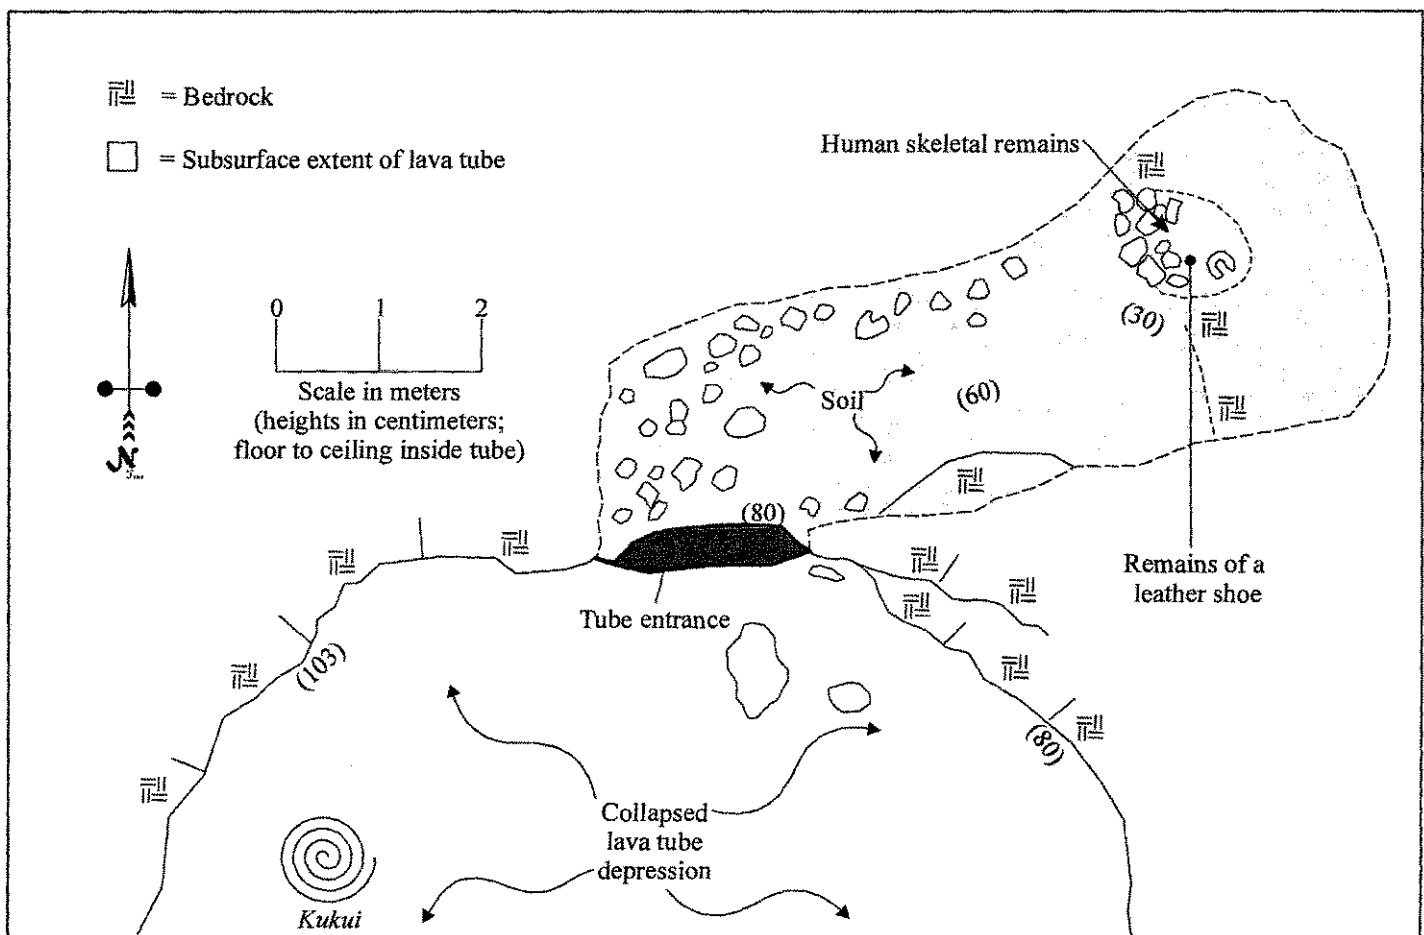 = Bedrock
= Subsurface extent of lava tube
Human skeletal remains
0 1 2
Scale in meters
(heights in centimeters;
floor to ceiling inside tube)
N
(30)
Soil
(60)
(80)
Tube entrance
Remains of a
leather shoe
(103)
(80)
Collapsed
lava tube
depression
Kukui